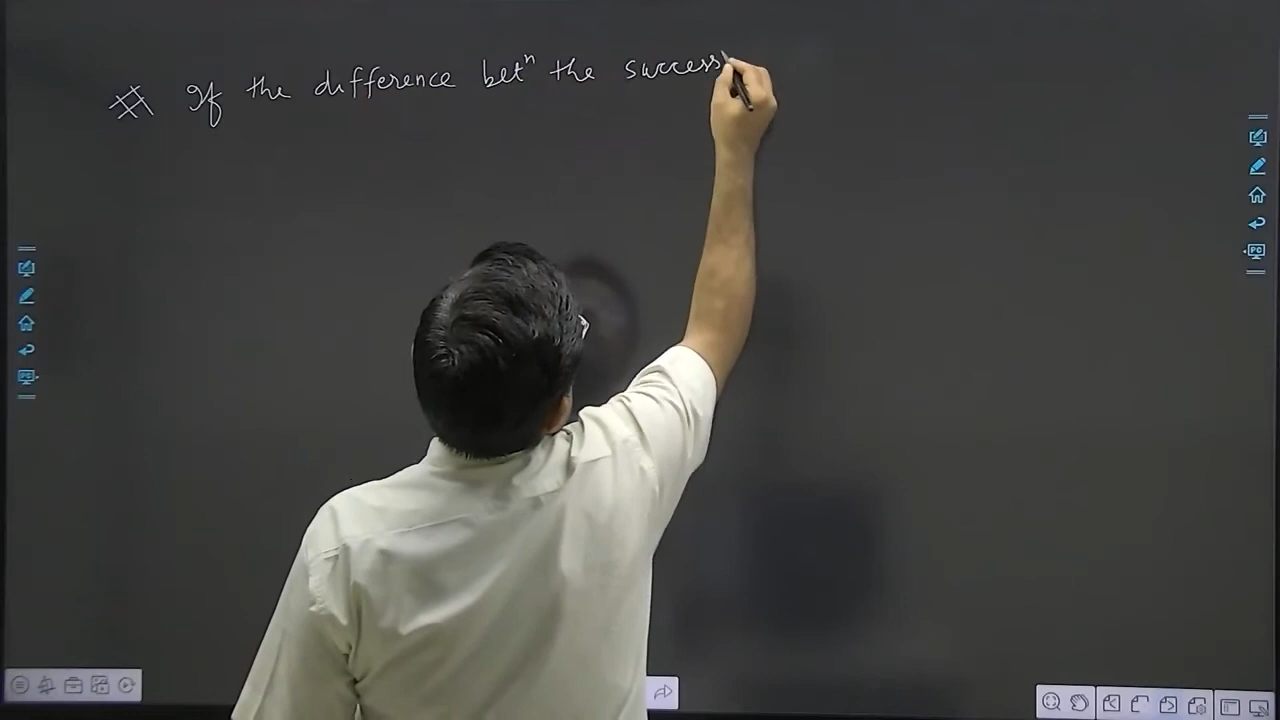 # If the difference betⁿ the success